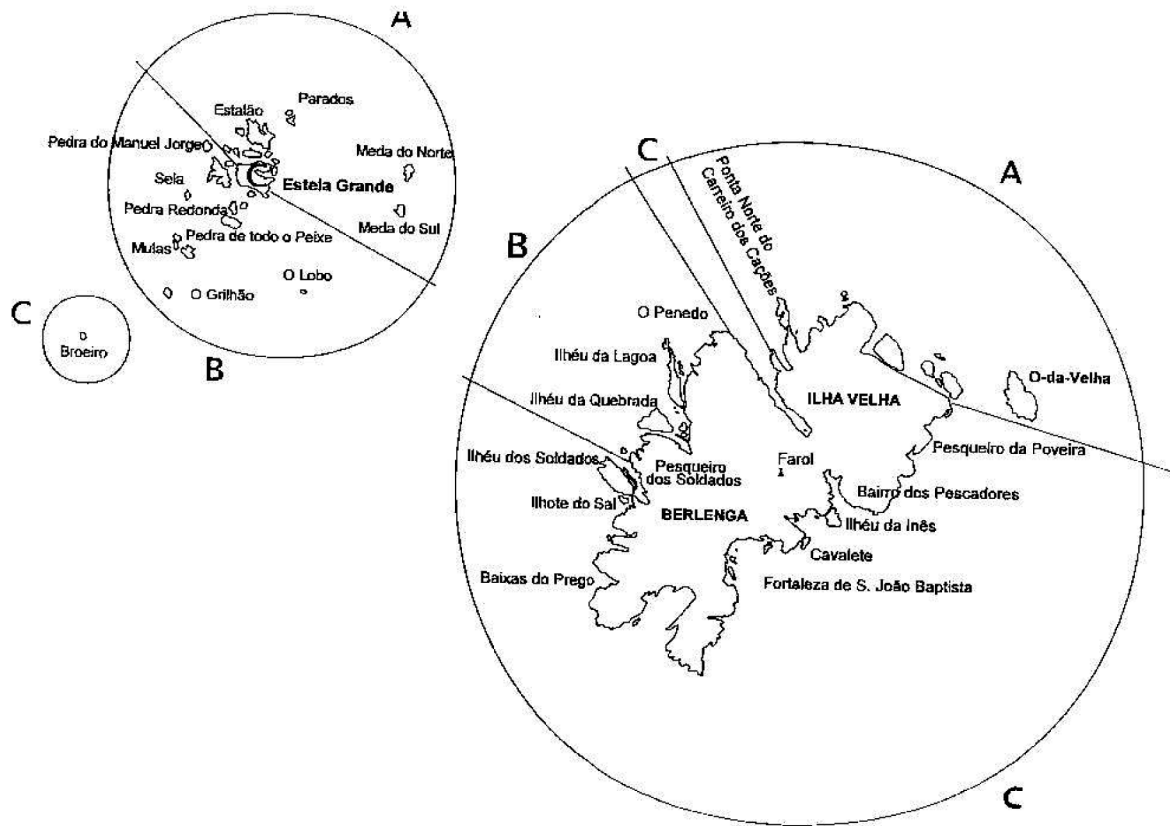 A
Parados
Estalão
Pedra do Manuel Jorge
Meda do Norte
C
Estela Grande
Sela
Pedra Redonda
Meda do Sul
Pedra de todo o Peixe
Mulas
O Lobo
O Grilhão
C
Broeiro
B
A
C
Ponta Norte do
Carreiro dos Cações
B
O Penedo
Ilhéu da Lagoa
O-da-Velha
Ilhéu da Quebrada
ILHA VELHA
Pesqueiro da Poveira
Ilhéu dos Soldados
Pesqueiro
dos Soldados
Farol
Bairro dos Pescadores
Ilhote do Sal
BERLENGA
Ilhéu da Inês
Cavalete
Baixas do Prego
Fortaleza de S. João Baptista
C